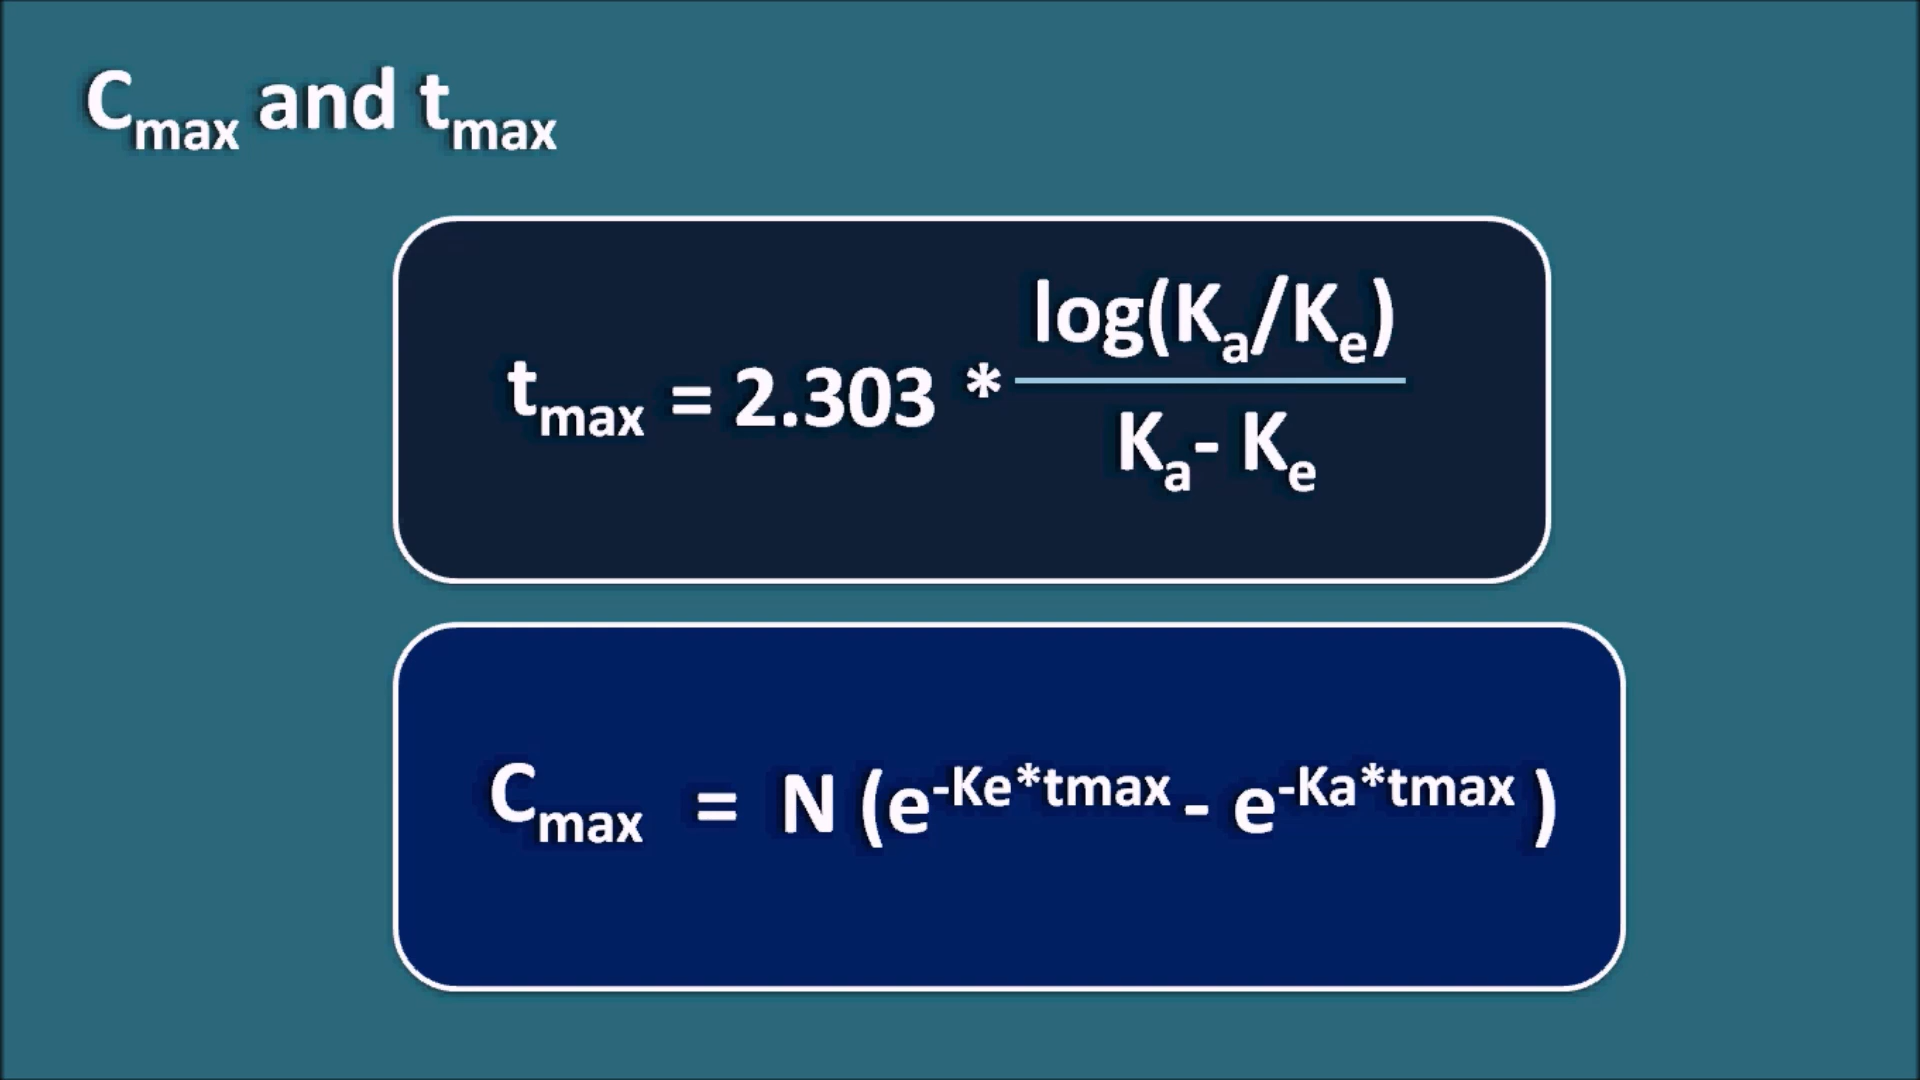 Cmax and tmax
tmax = 2.303 * log(Ka/Ke)
Ka- Ke
Cmax = N (e-Ke*tmax - e-Ka*tmax )